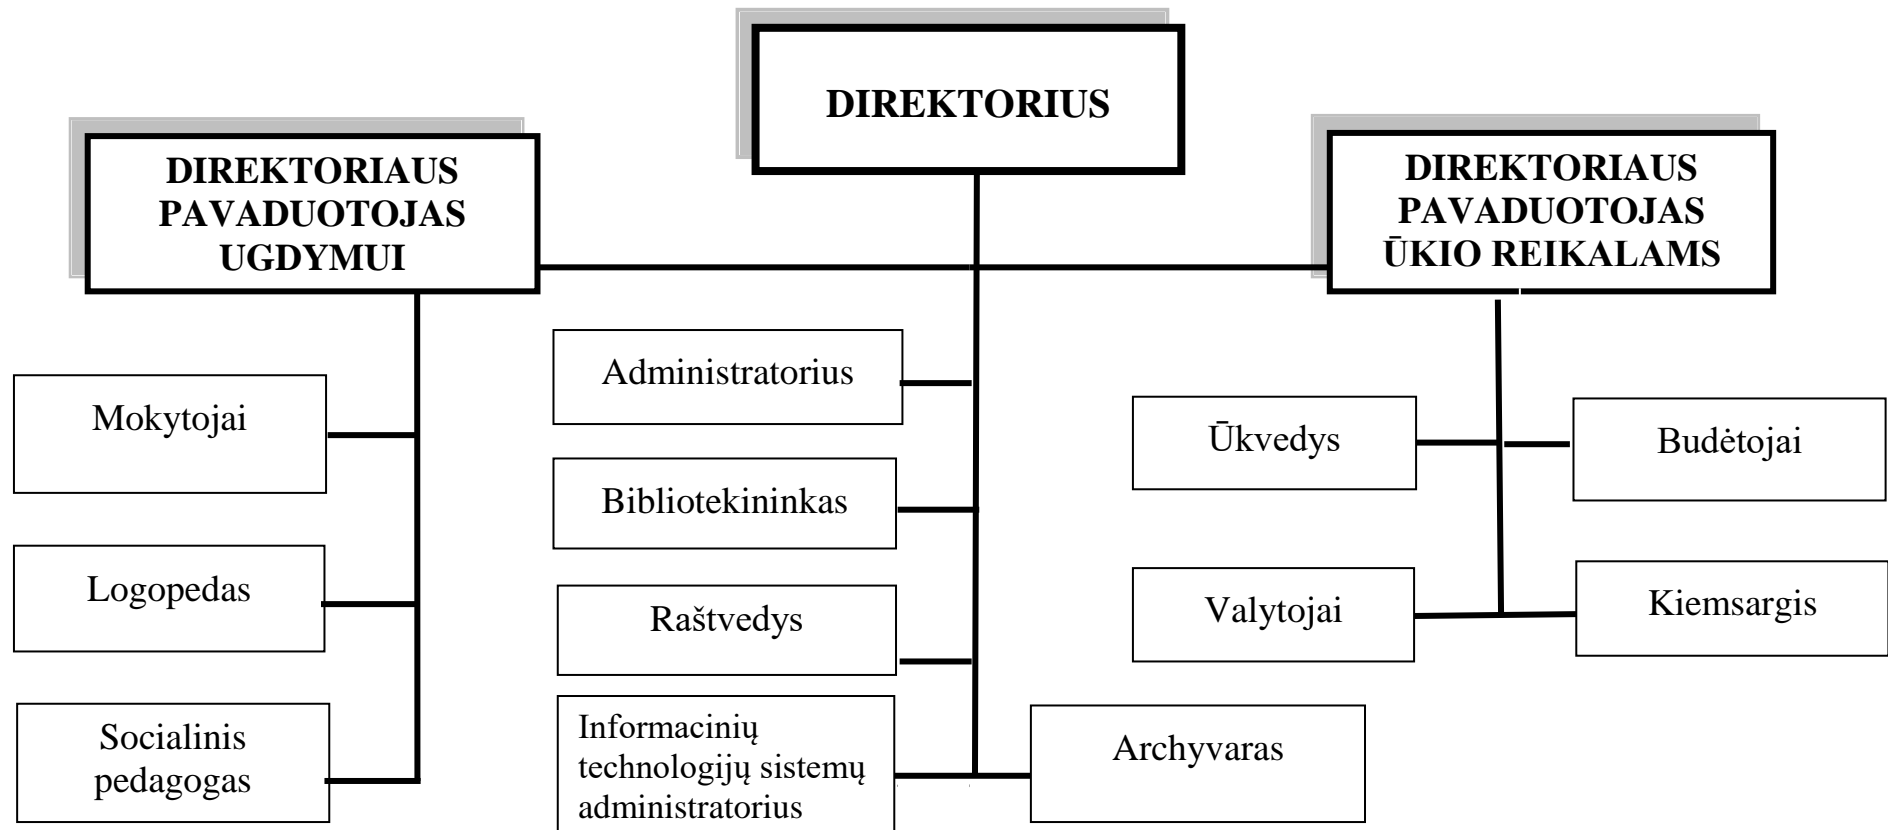 DIREKTORIUS
DIREKTORIAUS
PAVADUOTOJAS
UGDYMUI
DIREKTORIAUS
PAVADUOTOJAS
ŪKIO REIKALAMS
Mokytojai
Logopedas
Socialinis
pedagogas
Administratorius
Bibliotekininkas
Raštvedys
Informacinių
technologijų sistemų
administratorius
Archyvaras
Ūkvedys
Budėtojai
Valytojai
Kiemsargis